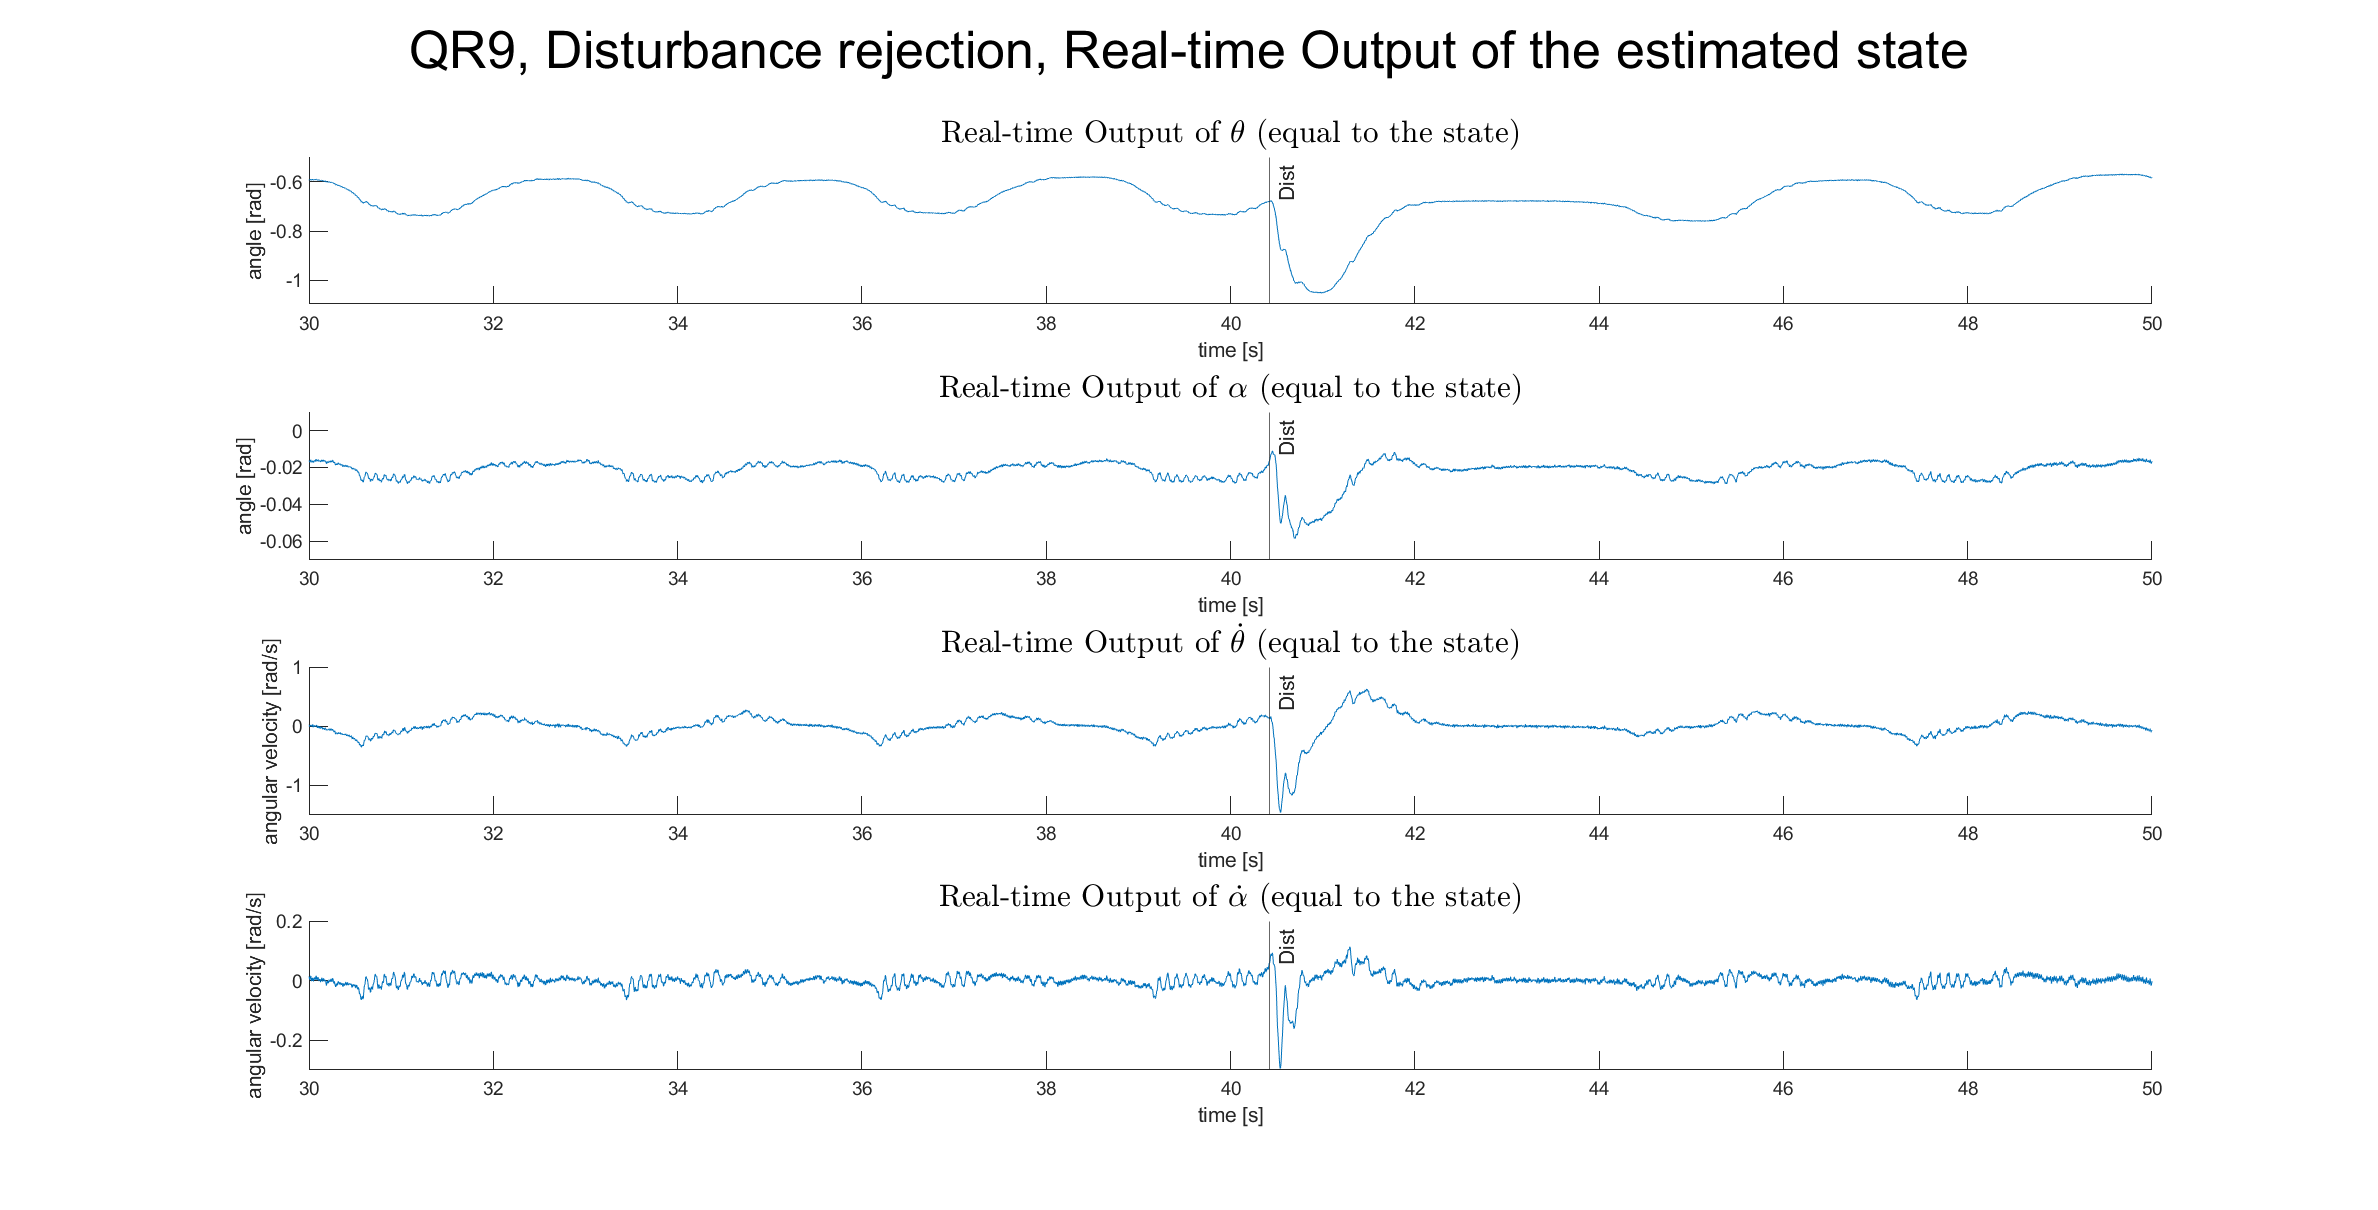 QR9, Disturbance rejection, Real-time Output of the estimated state
Real-time Output of θ (equal to the state)
angle [rad]
-0.6
-0.8
-1
Dist
30 32 34 36 38 40 42 44 46 48 50
time [s]
Real-time Output of α (equal to the state)
angle [rad]
0
-0.02
-0.04
-0.06
Dist
30 32 34 36 38 40 42 44 46 48 50
time [s]
Real-time Output of θ̇ (equal to the state)
angular velocity [rad/s]
1
0
-1
Dist
30 32 34 36 38 40 42 44 46 48 50
time [s]
Real-time Output of α̇ (equal to the state)
angular velocity [rad/s]
0.2
0
-0.2
Dist
30 32 34 36 38 40 42 44 46 48 50
time [s]